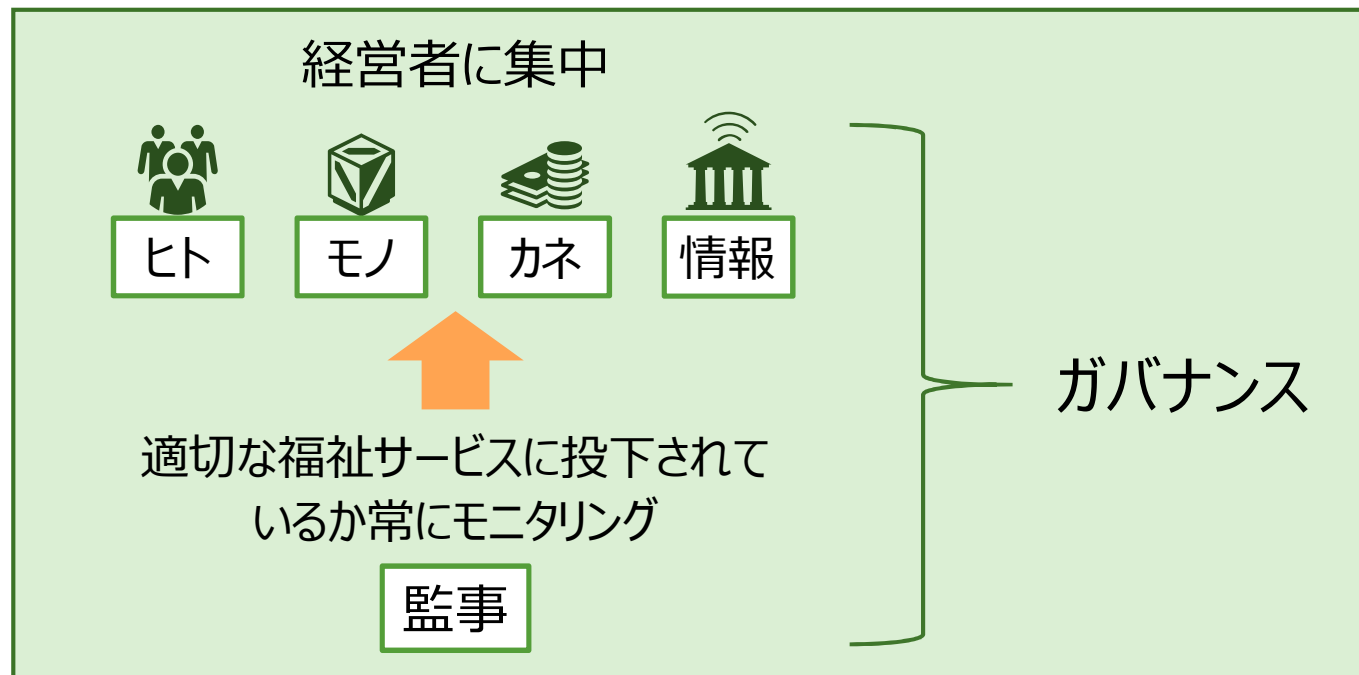 経営者に集中
ヒト
モノ
カネ
情報
ガバナンス
適切な福祉サービスに投下されて
いるか常にモニタリング
監事